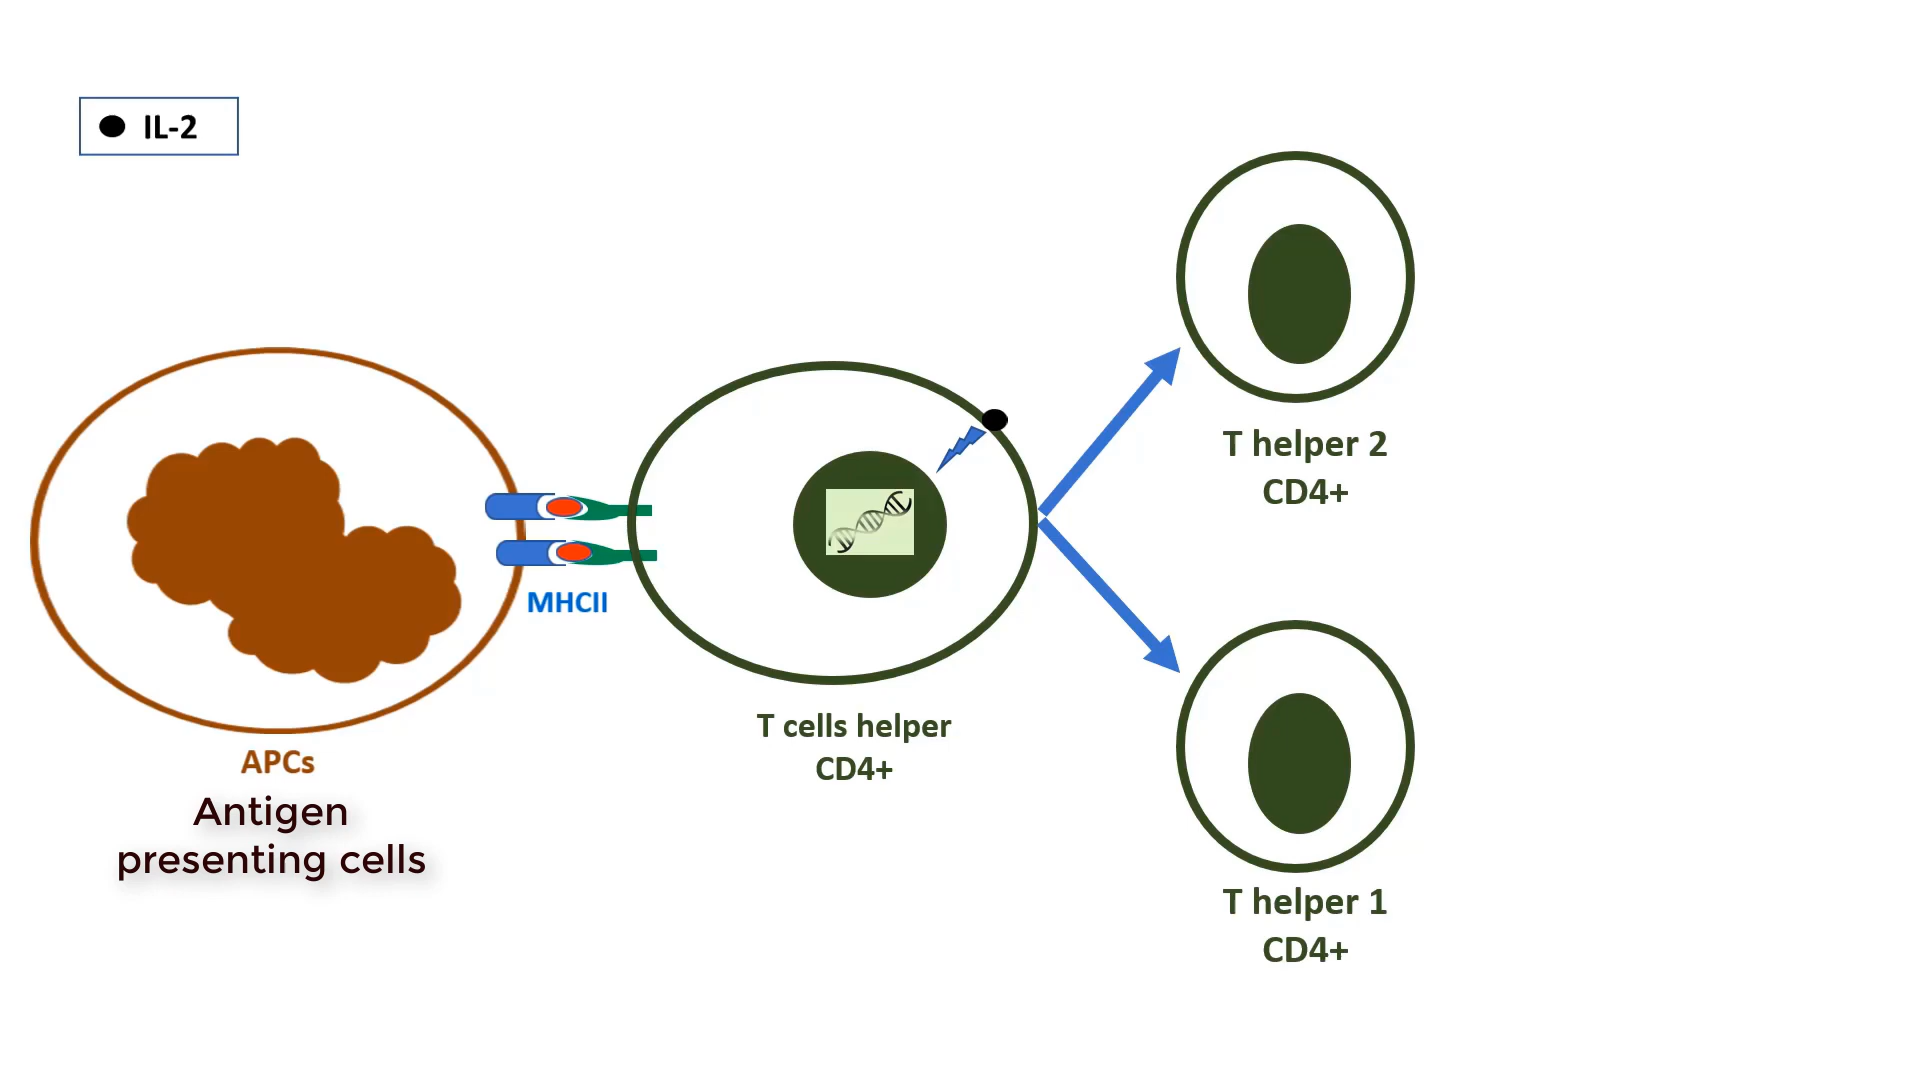 IL-2
MHCII
APCs
Antigen
presenting cells
T cells helper
CD4+
T helper 2
CD4+
T helper 1
CD4+